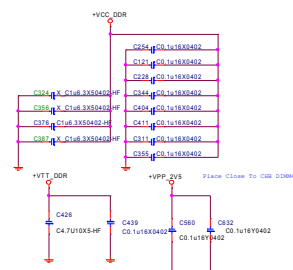 +VCC_DDR
C254 C0.1u16X0402
C121 C0.1u16X0402
C228 C0.1u16X0402
C324 X_C1u6.3X50402-HF C344 C0.1u16X0402
C356 X_C1u6.3X50402-HF C404 C0.1u16X0402
C376 C1u6.3X50402-HF C411 C0.1u16X0402
C387 X_C1u6.3X50402-HF C311 C0.1u16X0402
C355 C0.1u16X0402
+VTT_DDR +VPP_2V5 Place Close To CHB DIMM
C426 C439 C560 C632
C4.7U10X5-HF C0.1u16X0402 C0.1u16Y0402 C0.1u16Y0402